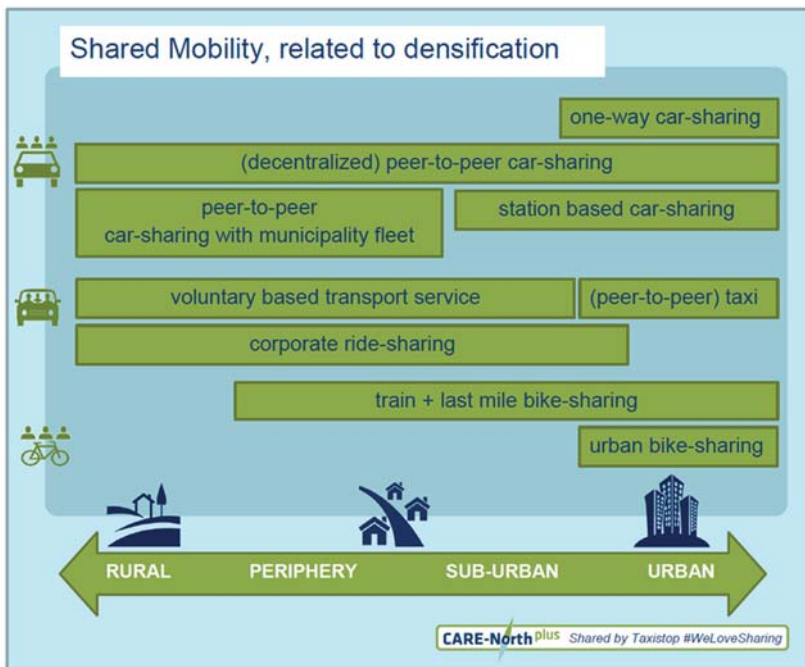 Shared Mobility, related to densification
one-way car-sharing
(decentralized) peer-to-peer car-sharing
peer-to-peer
car-sharing with municipality fleet
station based car-sharing
voluntary based transport service
(peer-to-peer) taxi
corporate ride-sharing
train + last mile bike-sharing
urban bike-sharing
RURAL PERIPHERY SUB-URBAN URBAN
CARE-North plus Shared by Taxistop #WeLoveSharing